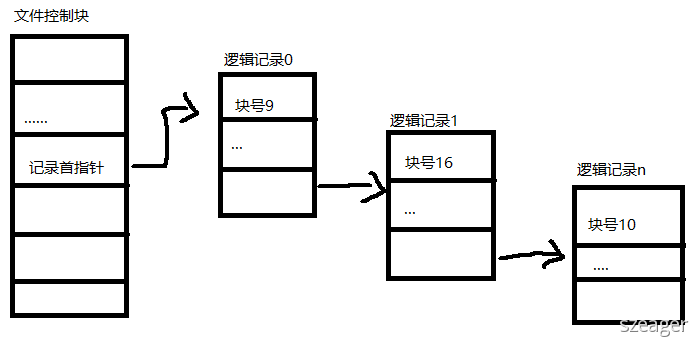 文件控制块
......
记录首指针
逻辑记录0
块号9
...
逻辑记录1
块号16
...
逻辑记录n
块号10
....
szeager